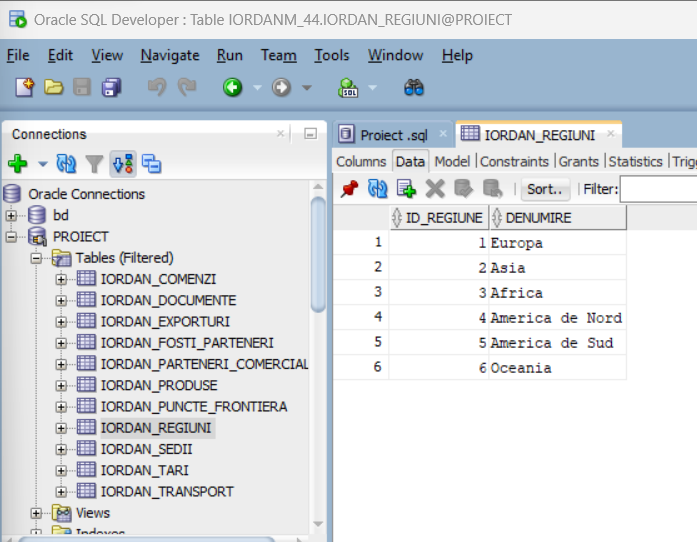 Oracle SQL Developer : Table IORDANM_44.IORDAN_REGIUNI@PROIECT
File Edit View Navigate Run Team Tools Window Help
SQL
Connections
Oracle Connections
bd
PROIECT
Tables (Filtered)
IORDAN_COMENZI
IORDAN_DOCUMENTE
IORDAN_EXPORTURI
IORDAN_FOSTI_PARTENERI
IORDAN_PARTENERI_COMERCIAL
IORDAN_PRODUSE
IORDAN_PUNCTE_FRONTIERA
IORDAN_REGIUNI
IORDAN_SEDII
IORDAN_TARI
IORDAN_TRANSPORT
Views
Indexes
Proiect .sql IORDAN_REGIUNI
Columns Data Model Constraints Grants Statistics Trig
Sort.. Filter:
ID_REGIUNE DENUMIRE
1 1 Europa
2 2 Asia
3 3 Africa
4 4 America de Nord
5 5 America de Sud
6 6 Oceania